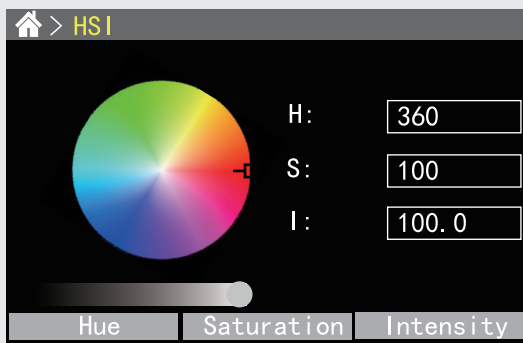 > HSI
H: 360
S: 100
I: 100.0
Hue Saturation Intensity